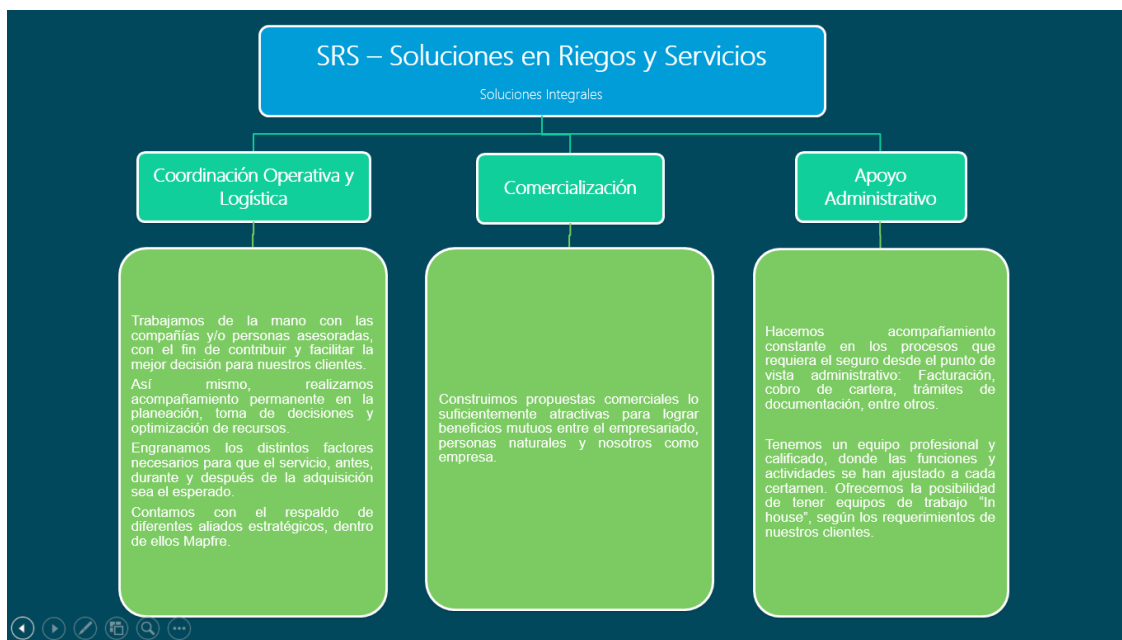 SRS – Soluciones en Riegos y Servicios
Soluciones Integrales
Coordinación Operativa y
Logística
Comercialización
Apoyo
Administrativo
Trabajamos de la mano con las
compañías y/o personas asesoradas,
con el fin de contribuir y facilitar la
mejor decisión para nuestros clientes.
Así mismo, realizamos
acompañamiento permanente en la
planeación, toma de decisiones y
optimización de recursos.
Engranamos los distintos factores
necesarios para que el servicio, antes,
durante y después de la adquisición
sea el esperado.
Contamos con el respaldo de
diferentes aliados estratégicos, dentro
de ellos Mapfre.
Construimos propuestas comerciales lo
suficientemente atractivas para lograr
beneficios mutuos entre el empresariado,
personas naturales y nosotros como
empresa.
Hacemos acompañamiento
constante en los procesos que
requiera el seguro desde el punto de
vista administrativo: Facturación,
cobro de cartera, trámites de
documentación, entre otros.
Tenemos un equipo profesional y
calificado, donde las funciones y
actividades se han ajustado a cada
certamen. Ofrecemos la posibilidad
de tener equipos de trabajo “In
house”, según los requerimientos de
nuestros clientes.